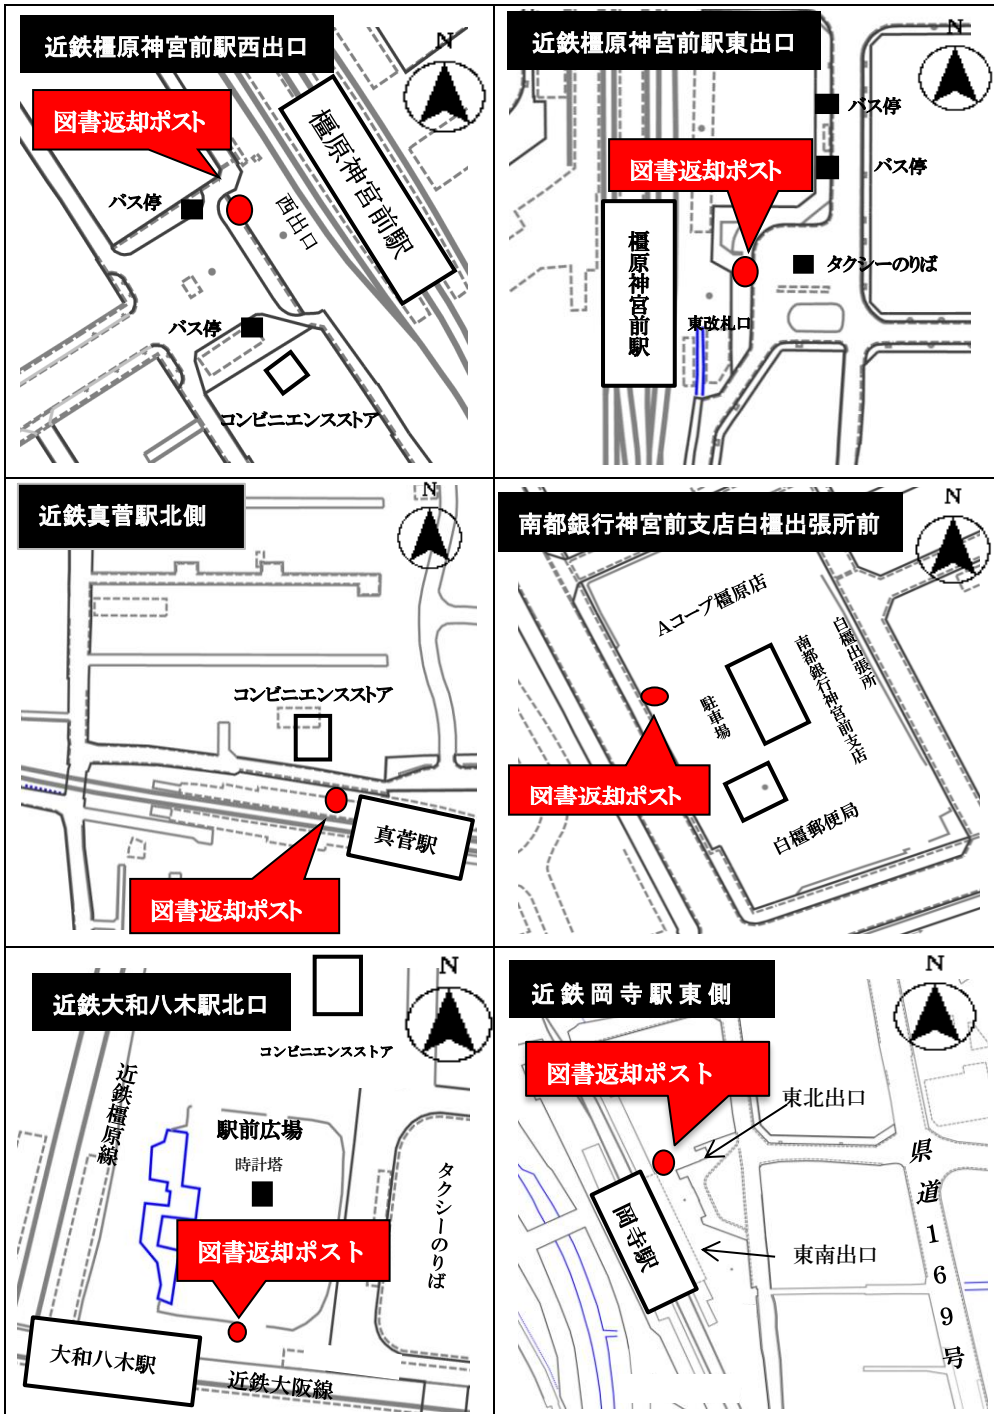 近鉄橿原神宮前駅西出口
N
図書返却ポスト
橿原神宮前駅
西出口
バス停
バス停
コンビニエンスストア
近鉄橿原神宮前駅東出口
N
バス停
バス停
図書返却ポスト
橿原神宮前駅
タクシーのりば
東改札口
近鉄真菅駅北側
N
コンビニエンスストア
真菅駅
図書返却ポスト
南都銀行神宮前支店白橿出張所前
N
Aコープ橿原店
白橿出張所
南都銀行神宮前支店
駐車場
図書返却ポスト
白橿郵便局
近鉄大和八木駅北口
N
コンビニエンスストア
近鉄橿原線
駅前広場
時計塔
タクシーのりば
図書返却ポスト
大和八木駅
近鉄大阪線
近鉄岡寺駅東側
N
図書返却ポスト
東北出口
県道169号
岡寺駅
東南出口